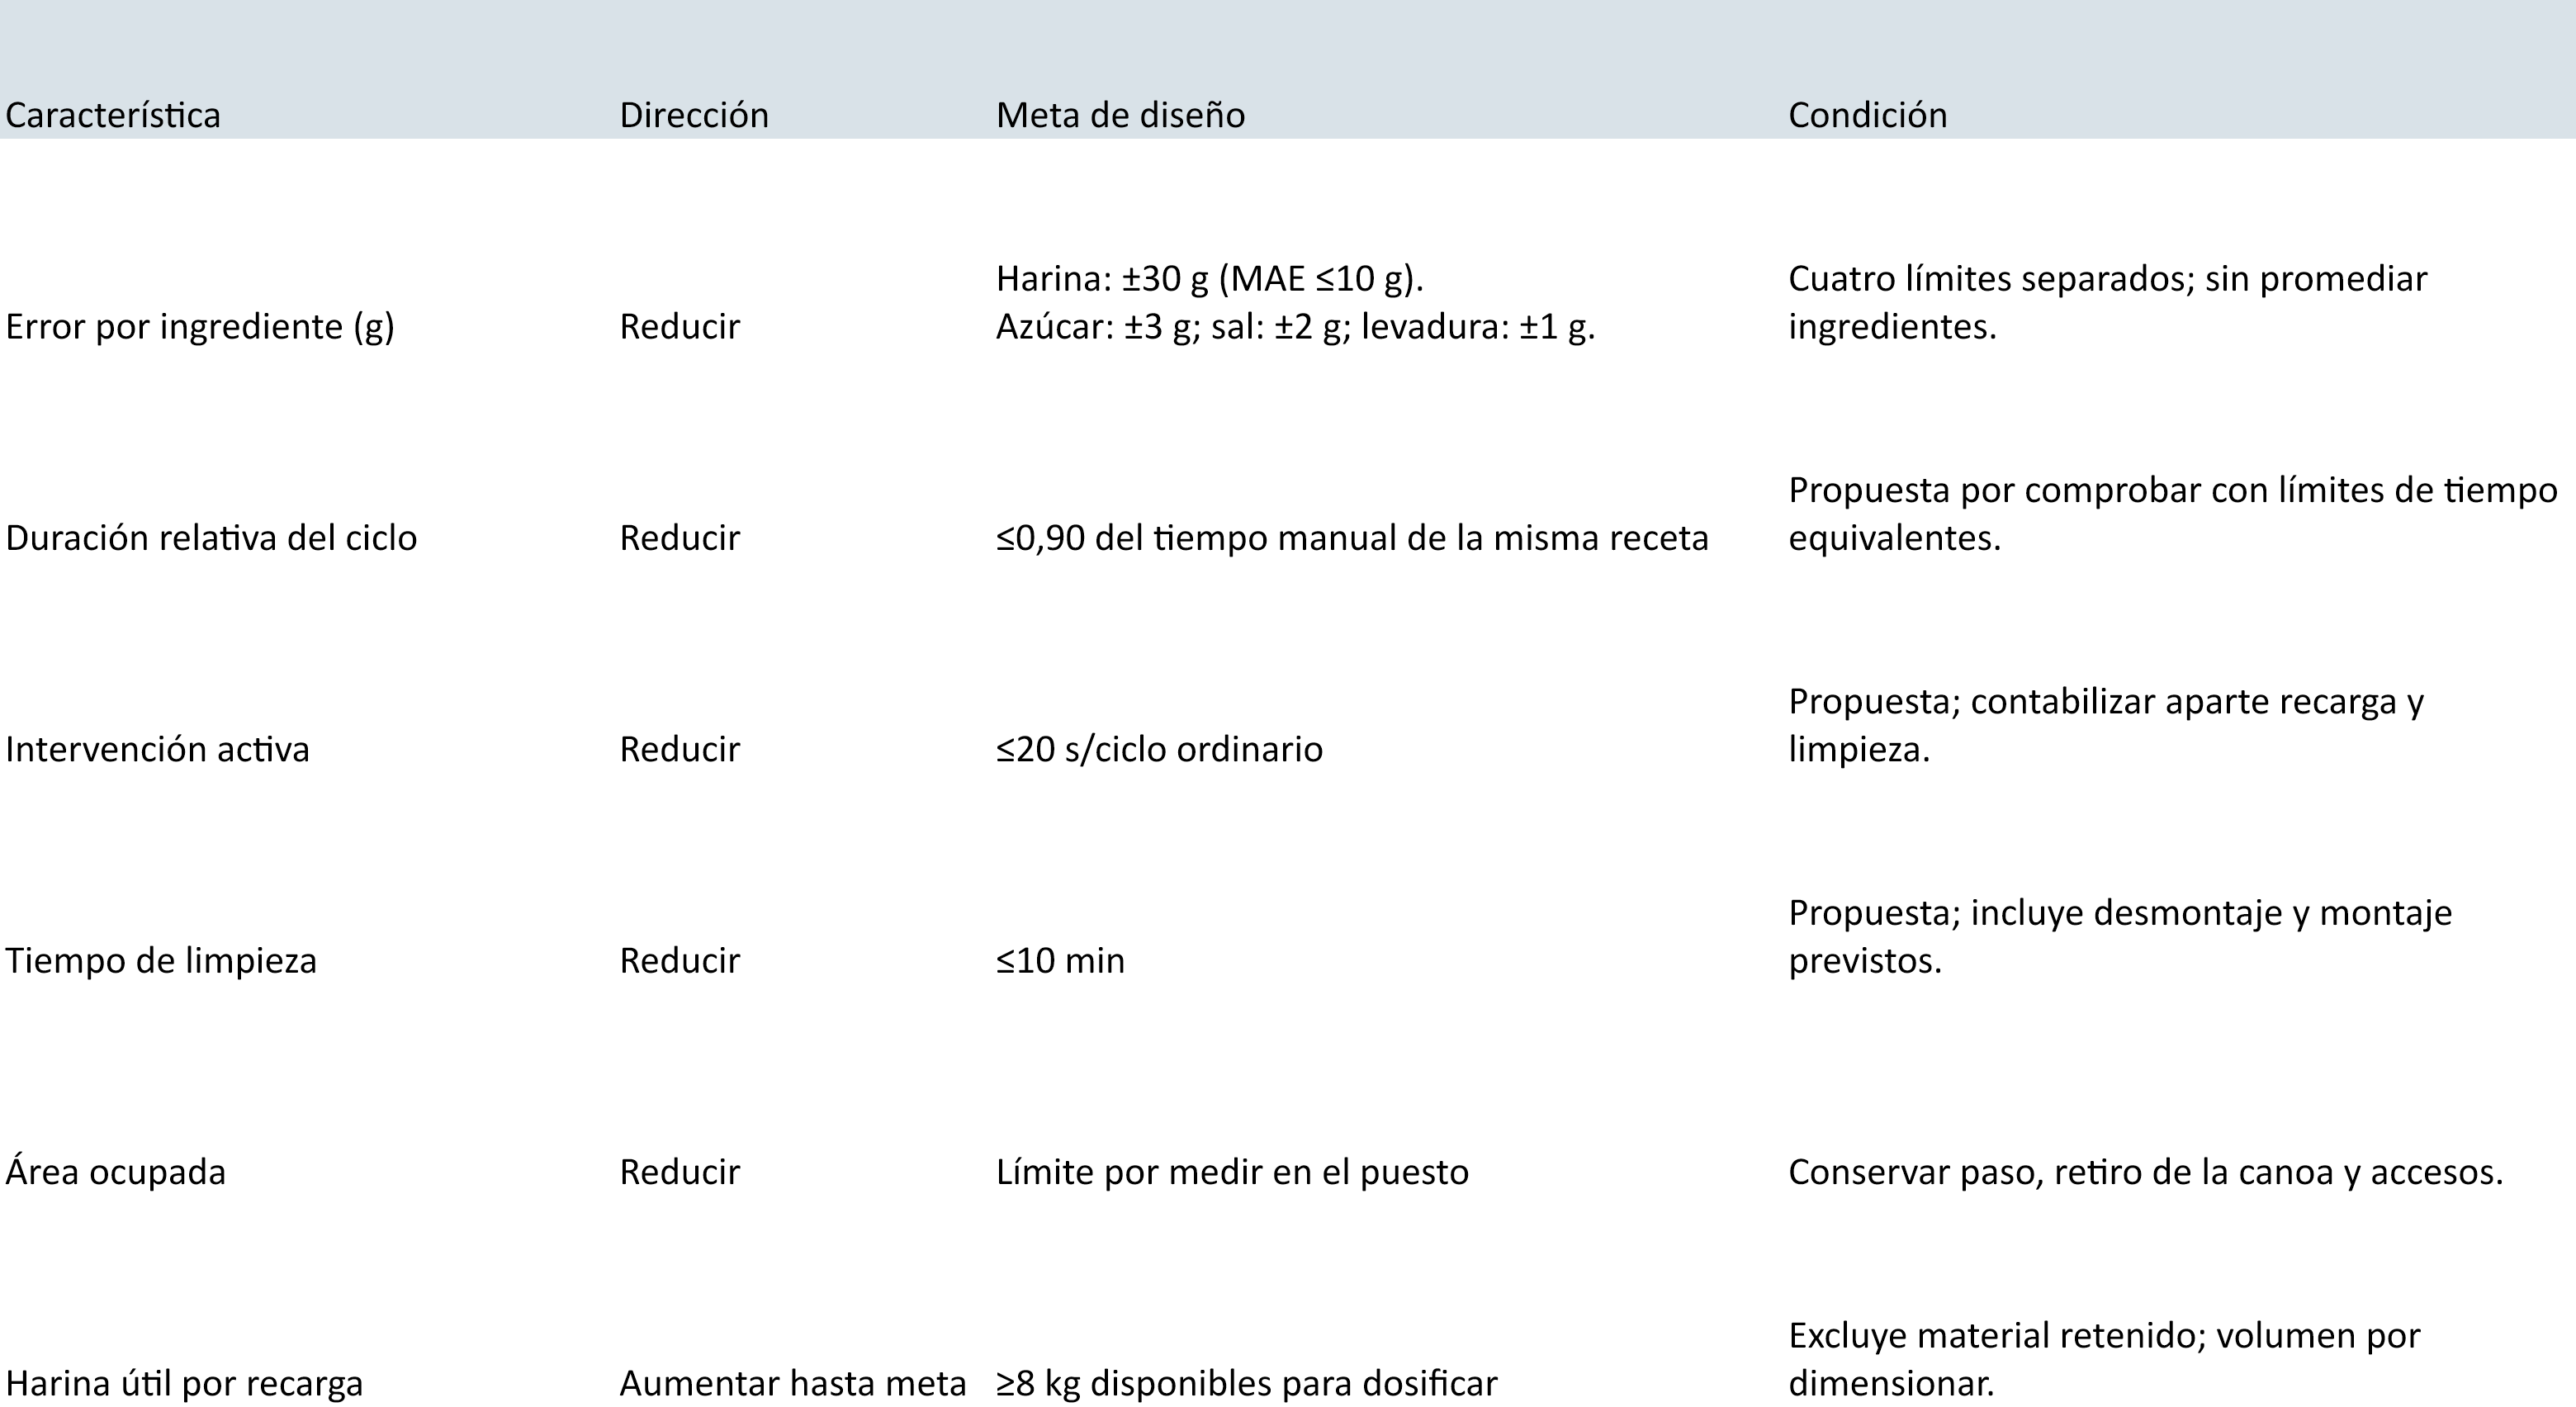 Característica Dirección Meta de diseño Condición
Harina: ±30 g (MAE ≤10 g). Cuatro límites separados; sin promediar
Error por ingrediente (g) Reducir Azúcar: ±3 g; sal: ±2 g; levadura: ±1 g. ingredientes.
Propuesta por comprobar con límites de tiempo
Duración relativa del ciclo Reducir ≤0,90 del tiempo manual de la misma receta equivalentes.
Propuesta; contabilizar aparte recarga y
Intervención activa Reducir ≤20 s/ciclo ordinario limpieza.
Propuesta; incluye desmontaje y montaje
Tiempo de limpieza Reducir ≤10 min previstos.
Área ocupada Reducir Límite por medir en el puesto Conservar paso, retiro de la canoa y accesos.
Excluye material retenido; volumen por
Harina útil por recarga Aumentar hasta meta ≥8 kg disponibles para dosificar dimensionar.